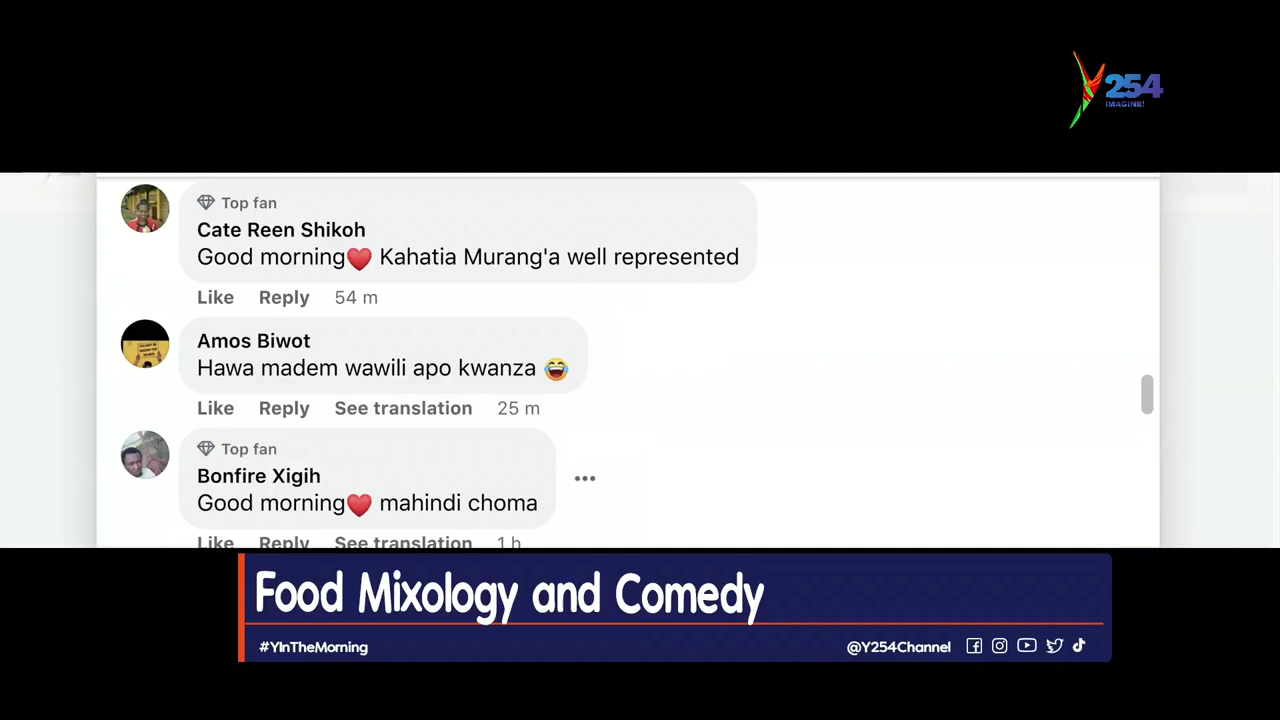 Y254
IMAGINE!
Top fan
Cate Reen Shikoh
Good morning❤️ Kahatia Murang'a well represented
Like Reply 54 m
Amos Biwot
Hawa madem wawili apo kwanza 😂
Like Reply See translation 25 m
Top fan
Bonfire Xigih
Good morning❤️ mahindi choma
Like Reply See translation 1 h
Food Mixology and Comedy
#YInTheMorning
@Y254Channel